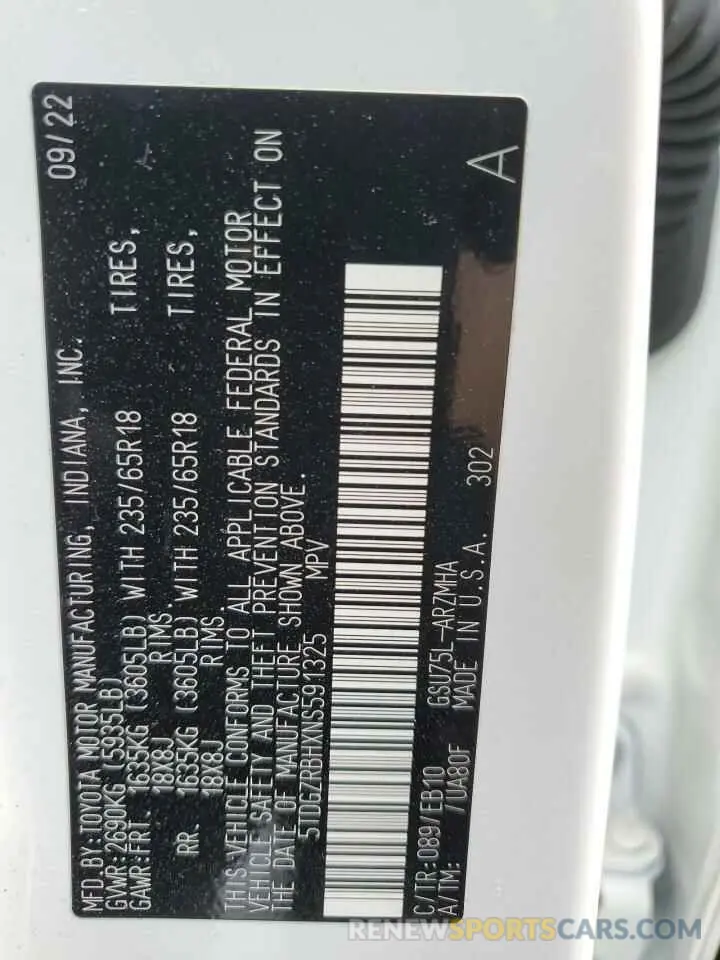 MFD.BY:TOYOTA MOTOR MANUFACTURING, INDIANA, INC. 09/22
GVWR:2690KG (5935LB)
GAWR:FRT. 1635KG (3605LB) WITH 235/65R18 TIRES,
18X8J RIMS.
RR. 1635KG (3605LB) WITH 235/65R18 TIRES,
18X8J RIMS.
THIS VEHICLE CONFORMS TO ALL APPLICABLE FEDERAL MOTOR
VEHICLE SAFETY AND THEFT PREVENTION STANDARDS IN EFFECT ON
THE DATE OF MANUFACTURE SHOWN ABOVE.
5TDGZRBHXNS591325 MPV
C/TR:089/EB10 GSU75L-ARZMHA
A/TM: /UA80F MADE IN U.S.A. 302 A
RENEWSPORTSCARS.COM